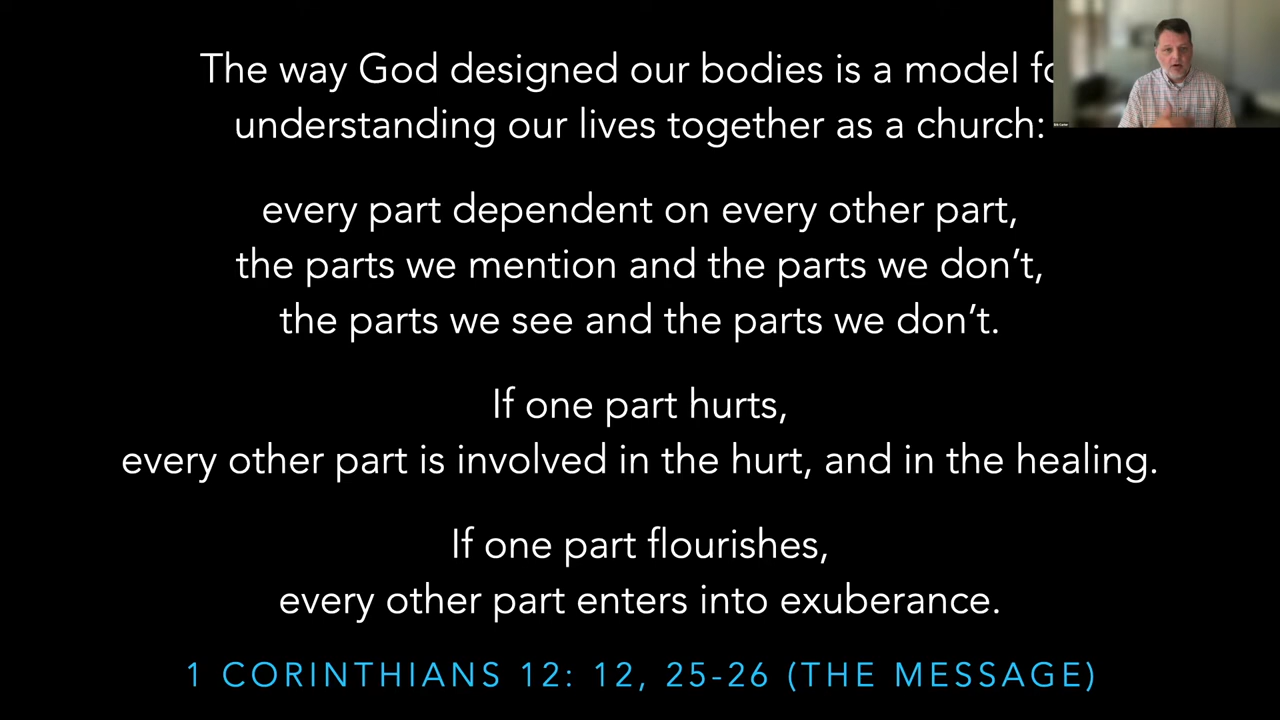 The way God designed our bodies is a model fo
understanding our lives together as a church:
every part dependent on every other part,
the parts we mention and the parts we don’t,
the parts we see and the parts we don’t.
If one part hurts,
every other part is involved in the hurt, and in the healing.
If one part flourishes,
every other part enters into exuberance.
1 CORINTHIANS 12: 12, 25-26 (THE MESSAGE)